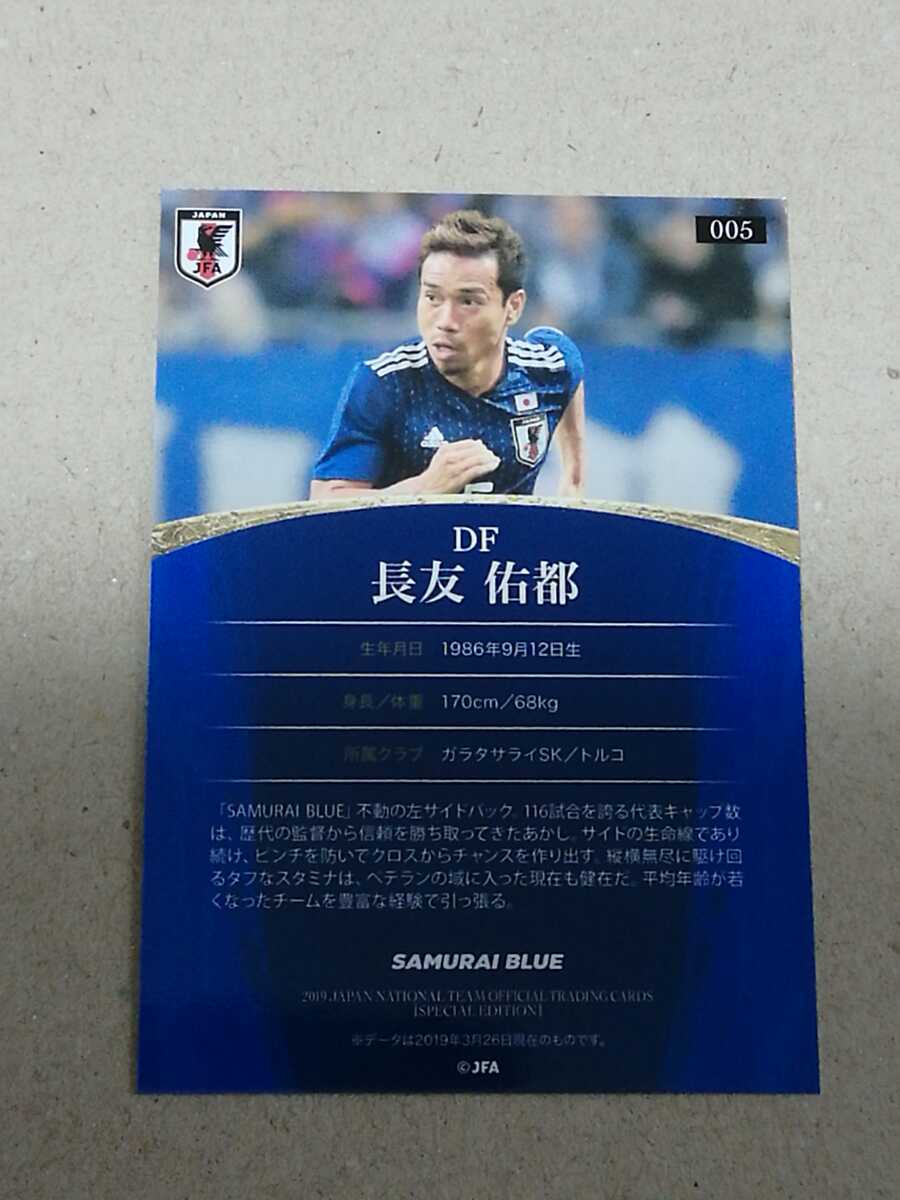 JAPAN
JFA
005
DF
長友 佑都
生年月日 1986年9月12日生
身長／体重 170cm／68kg
所属クラブ ガラタサライSK／トルコ
「SAMURAI BLUE」不動の左サイドバック。116試合を誇る代表キャップ数
は、歴代の監督から信頼を勝ち取ってきたあかし。サイドの生命線であり
続け、ピンチを防いでクロスからチャンスを作り出す。縦横無尽に駆け回
るタフなスタミナは、ベテランの域に入った現在も健在だ。平均年齢が若
くなったチームを豊富な経験で引っ張る。
SAMURAI BLUE
2019 JAPAN NATIONAL TEAM OFFICIAL TRADING CARDS
[SPECIAL EDITION]
※データは2019年3月26日現在のものです。
©JFA